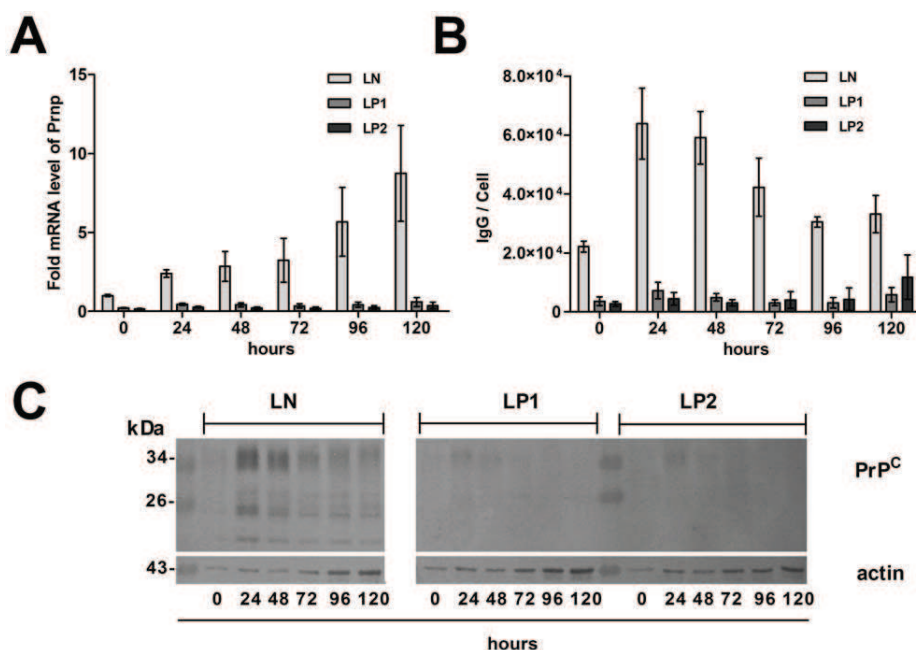 A
Fold mRNA level of Prnp
15
10
5
0
LN
LP1
LP2
0 24 48 72 96 120
hours
B
IgG / Cell
8.0×10⁴
6.0×10⁴
4.0×10⁴
2.0×10⁴
0
LN
LP1
LP2
0 24 48 72 96 120
hours
C
LN LP1 LP2
kDa
34-
26-
PrPᶜ
43-
actin
0 24 48 72 96 120 0 24 48 72 96 120 0 24 48 72 96 120
hours